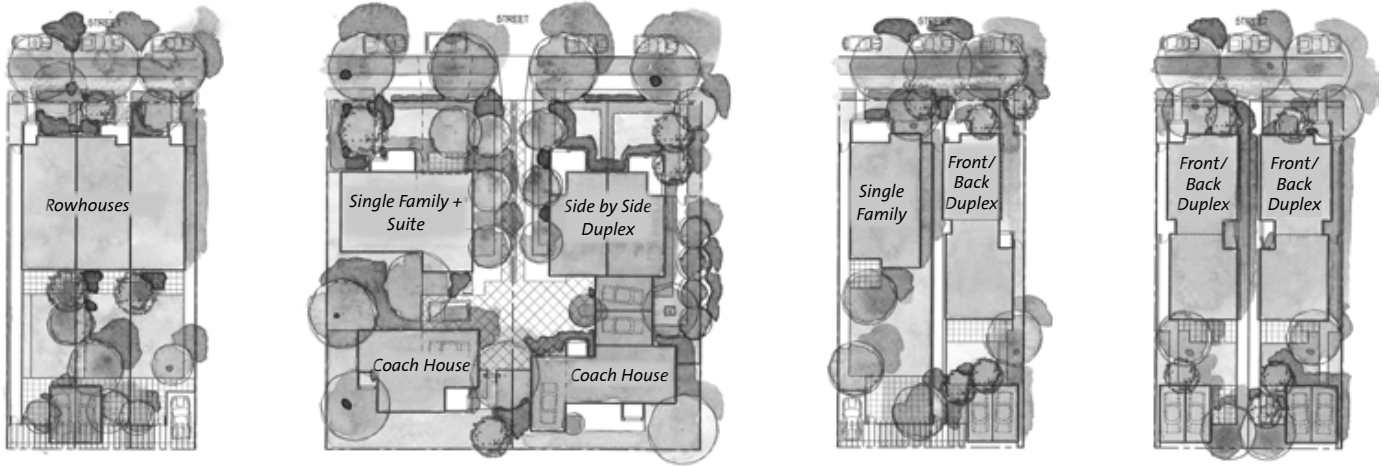 STREET
Rowhouses
STREET
Single Family +
Suite
Side by Side
Duplex
Coach House
Coach House
STREET
Single
Family
Front/
Back
Duplex
STREET
Front/
Back
Duplex
Front/
Back
Duplex